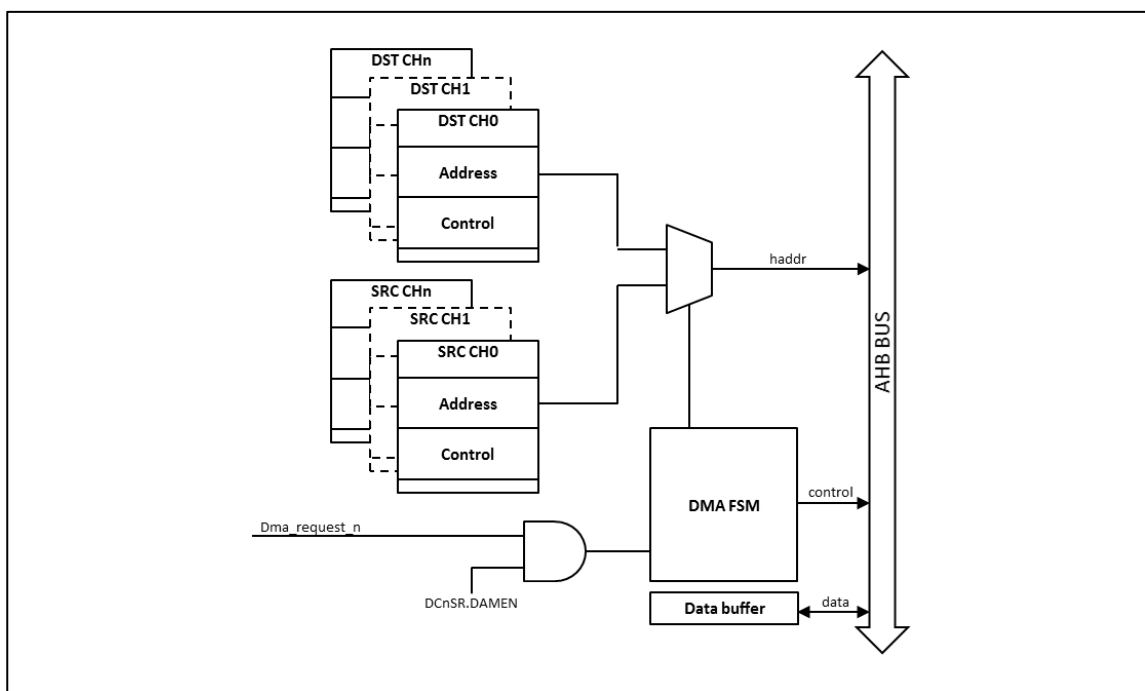 DST CHn
DST CH1
DST CH0
Address
Control
haddr
SRC CHn
SRC CH1
SRC CH0
Address
Control
AHB BUS
DMA FSM
control
Dma_request_n
DCnSR.DAMEN
Data buffer
data